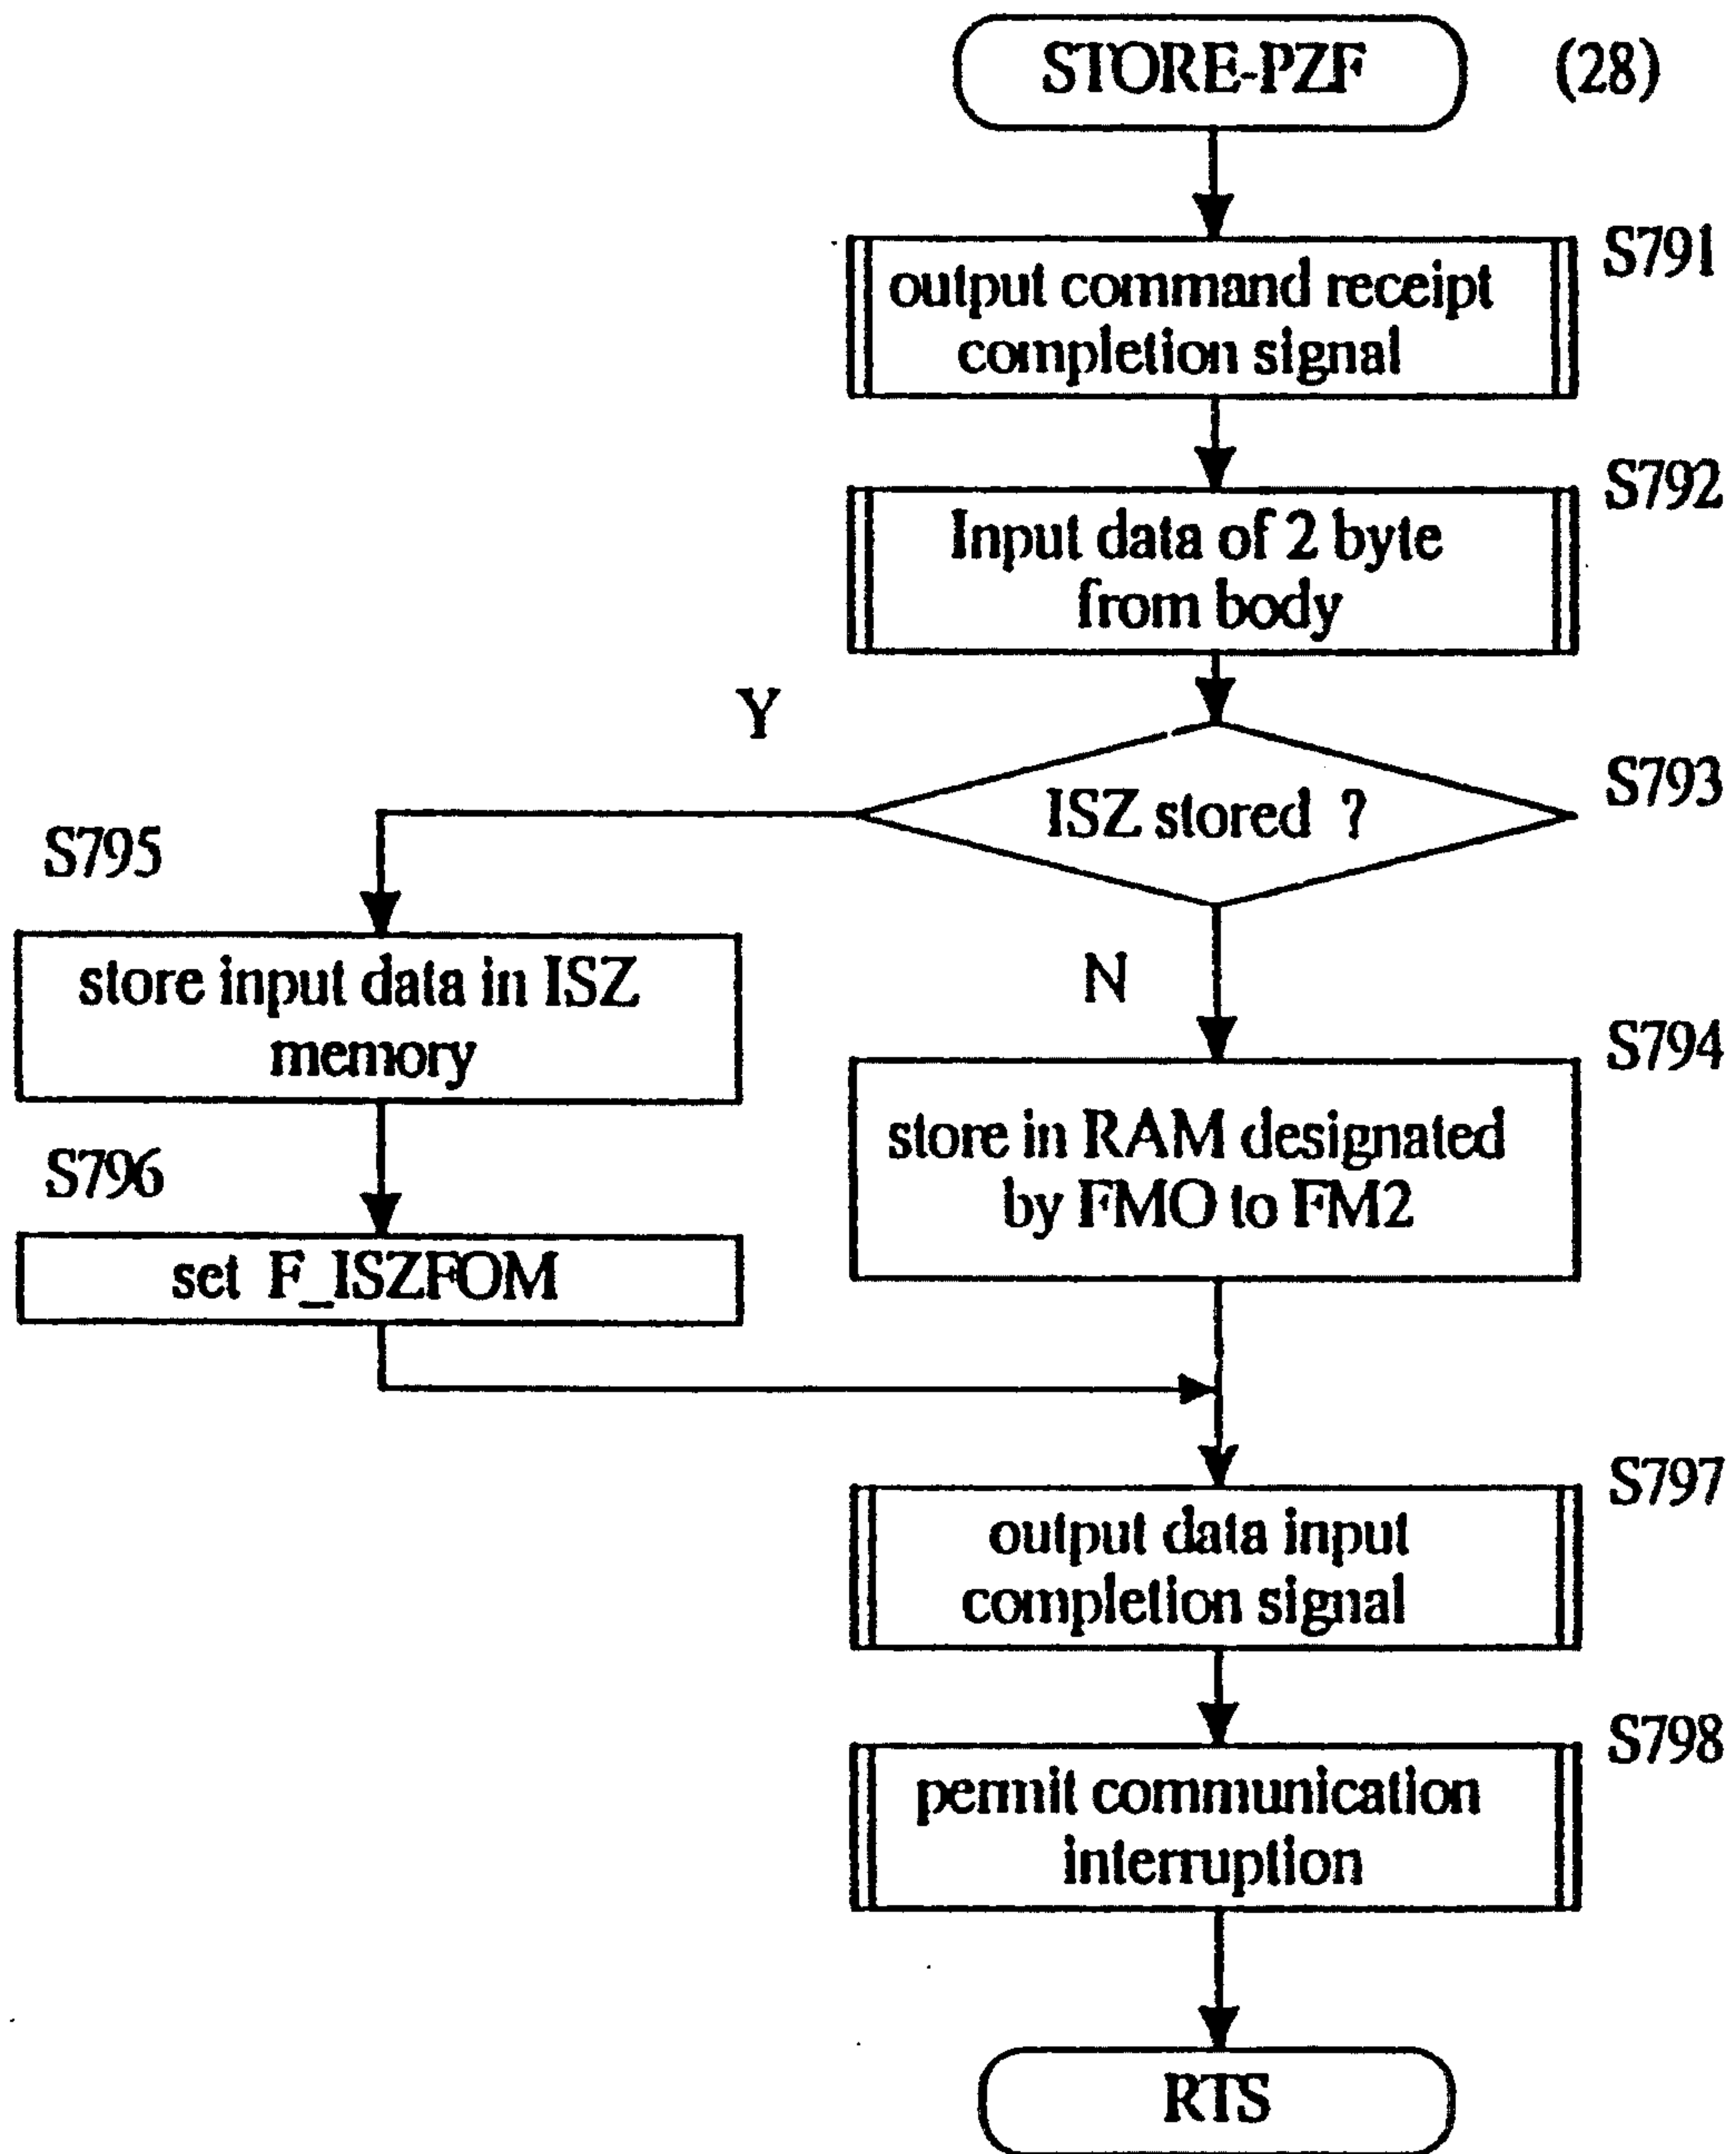 STORE-PZF (28)
S791
output command receipt
completion signal
S792
Input data of 2 byte
from body
Y
S793
ISZ stored ?
S795
store input data in ISZ
memory
N
S794
store in RAM designated
by FMO to FM2
S796
set F_ISZFOM
S797
output data input
completion signal
S798
permit communication
interruption
RTS